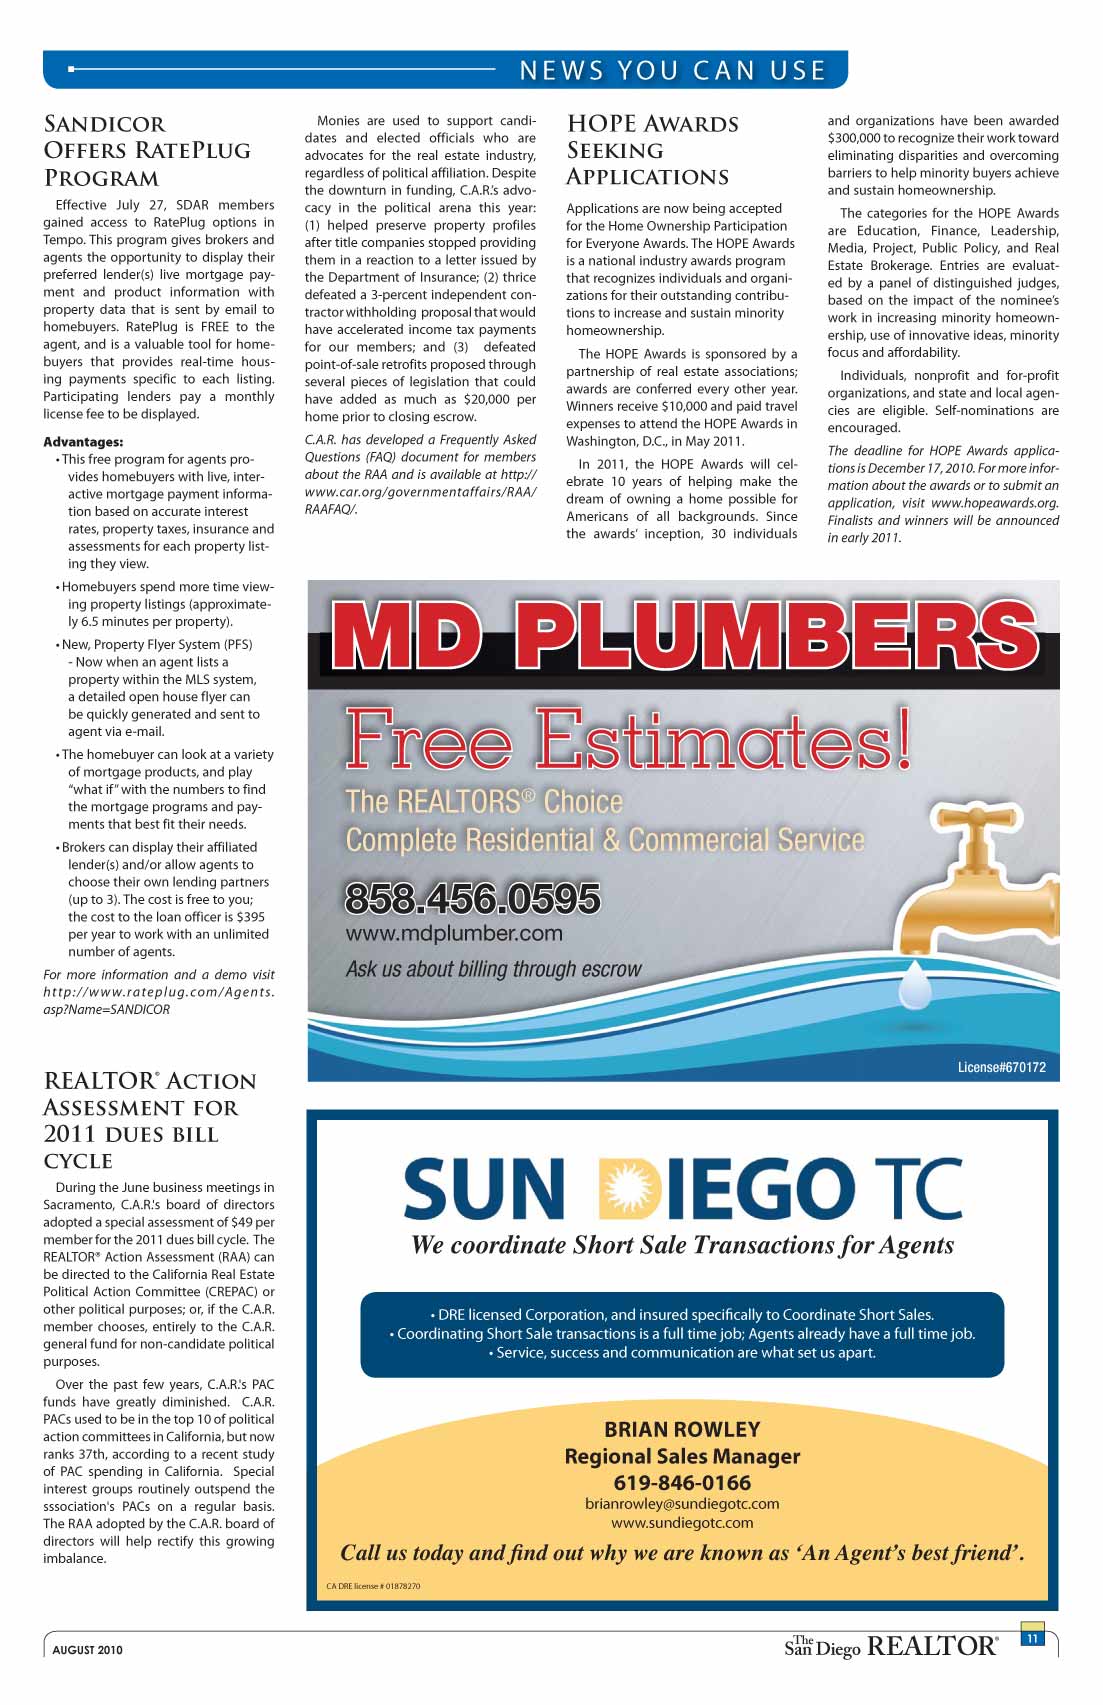 NEWS YOU CAN USE
SANDICOR
OFFERS RATEPLUG
PROGRAM
Effective July 27, SDAR members
gained access to RatePlug options in
Tempo. This program gives brokers and
agents the opportunity to display their
preferred lender(s) live mortgage pay-
ment and product information with
property data that is sent by email to
homebuyers. RatePlug is FREE to the
agent, and is a valuable tool for home-
buyers that provides real-time hous-
ing payments specific to each listing.
Participating lenders pay a monthly
license fee to be displayed.
Advantages:
• This free program for agents pro-
vides homebuyers with live, inter-
active mortgage payment informa-
tion based on accurate interest
rates, property taxes, insurance and
assessments for each property list-
ing they view.
• Homebuyers spend more time view-
ing property listings (approximate-
ly 6.5 minutes per property).
• New, Property Flyer System (PFS)
- Now when an agent lists a
property within the MLS system,
a detailed open house flyer can
be quickly generated and sent to
agent via e-mail.
• The homebuyer can look at a variety
of mortgage products, and play
“what if” with the numbers to find
the mortgage programs and pay-
ments that best fit their needs.
• Brokers can display their affiliated
lender(s) and/or allow agents to
choose their own lending partners
(up to 3). The cost is free to you;
the cost to the loan officer is $395
per year to work with an unlimited
number of agents.
For more information and a demo visit
http://www.rateplug.com/Agents.
asp?Name=SANDICOR
REALTOR® ACTION
ASSESSMENT FOR
2011 DUES BILL
CYCLE
During the June business meetings in
Sacramento, C.A.R.'s board of directors
adopted a special assessment of $49 per
member for the 2011 dues bill cycle. The
REALTOR® Action Assessment (RAA) can
be directed to the California Real Estate
Political Action Committee (CREPAC) or
other political purposes; or, if the C.A.R.
member chooses, entirely to the C.A.R.
general fund for non-candidate political
purposes.
Over the past few years, C.A.R.'s PAC
funds have greatly diminished. C.A.R.
PACs used to be in the top 10 of political
action committees in California, but now
ranks 37th, according to a recent study
of PAC spending in California. Special
interest groups routinely outspend the
sssociation's PACs on a regular basis.
The RAA adopted by the C.A.R. board of
directors will help rectify this growing
imbalance.
Monies are used to support candi-
dates and elected officials who are
advocates for the real estate industry,
regardless of political affiliation. Despite
the downturn in funding, C.A.R.'s advo-
cacy in the political arena this year:
(1) helped preserve property profiles
after title companies stopped providing
them in a reaction to a letter issued by
the Department of Insurance; (2) thrice
defeated a 3-percent independent con-
tractor withholding proposal that would
have accelerated income tax payments
for our members; and (3) defeated
point-of-sale retrofits proposed through
several pieces of legislation that could
have added as much as $20,000 per
home prior to closing escrow.
C.A.R. has developed a Frequently Asked
Questions (FAQ) document for members
about the RAA and is available at http://
www.car.org/governmentaffairs/RAA/
RAAFAQ/.
HOPE AWARDS
SEEKING
APPLICATIONS
Applications are now being accepted
for the Home Ownership Participation
for Everyone Awards. The HOPE Awards
is a national industry awards program
that recognizes individuals and organi-
zations for their outstanding contribu-
tions to increase and sustain minority
homeownership.
The HOPE Awards is sponsored by a
partnership of real estate associations;
awards are conferred every other year.
Winners receive $10,000 and paid travel
expenses to attend the HOPE Awards in
Washington, D.C., in May 2011.
In 2011, the HOPE Awards will cel-
ebrate 10 years of helping make the
dream of owning a home possible for
Americans of all backgrounds. Since
the awards' inception, 30 individuals
and organizations have been awarded
$300,000 to recognize their work toward
eliminating disparities and overcoming
barriers to help minority buyers achieve
and sustain homeownership.
The categories for the HOPE Awards
are Education, Finance, Leadership,
Media, Project, Public Policy, and Real
Estate Brokerage. Entries are evaluat-
ed by a panel of distinguished judges,
based on the impact of the nominee's
work in increasing minority homeown-
ership, use of innovative ideas, minority
focus and affordability.
Individuals, nonprofit and for-profit
organizations, and state and local agen-
cies are eligible. Self-nominations are
encouraged.
The deadline for HOPE Awards applica-
tions is December 17, 2010. For more infor-
mation about the awards or to submit an
application, visit www.hopeawards.org.
Finalists and winners will be announced
in early 2011.
MD PLUMBERS
Free Estimates!
The REALTORS® Choice
Complete Residential & Commercial Service
858.456.0595
www.mdplumber.com
Ask us about billing through escrow
License#670172
SUN DIEGO TC
We coordinate Short Sale Transactions for Agents
• DRE licensed Corporation, and insured specifically to Coordinate Short Sales.
• Coordinating Short Sale transactions is a full time job; Agents already have a full time job.
• Service, success and communication are what set us apart.
BRIAN ROWLEY
Regional Sales Manager
619-846-0166
brianrowley@sundiegotc.com
www.sundiegotc.com
Call us today and find out why we are known as ‘An Agent’s best friend’.
CA DRE license # 01878270
AUGUST 2010
The San Diego REALTOR®
11